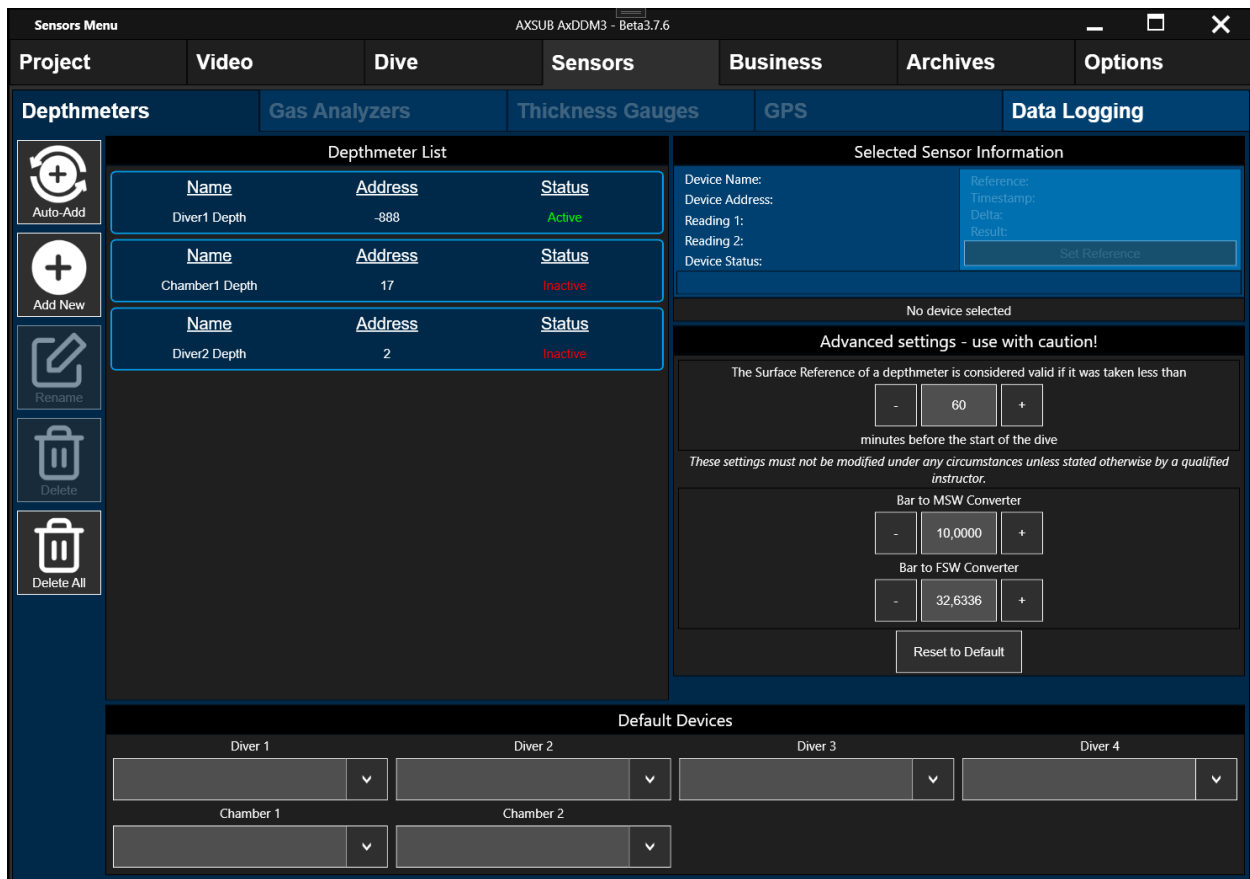 Sensors Menu AXSUB AxDDM3 - Beta3.7.6
Project Video Dive Sensors Business Archives Options
Depthmeters Gas Analyzers Thickness Gauges GPS Data Logging
Auto-Add
Add New
Rename
Delete
Delete All
Depthmeter List
Name Address Status
Diver1 Depth -888 Active
Name Address Status
Chamber1 Depth 17 Inactive
Name Address Status
Diver2 Depth 2 Inactive
Selected Sensor Information
Device Name:
Device Address:
Reading 1:
Reading 2:
Device Status:
Reference:
Timestamp:
Delta:
Result:
Set Reference
No device selected
Advanced settings - use with caution!
The Surface Reference of a depthmeter is considered valid if it was taken less than
- 60 +
minutes before the start of the dive
These settings must not be modified under any circumstances unless stated otherwise by a qualified
instructor.
Bar to MSW Converter
- 10,0000 +
Bar to FSW Converter
- 32,6336 +
Reset to Default
Default Devices
Diver 1 Diver 2 Diver 3 Diver 4
Chamber 1 Chamber 2